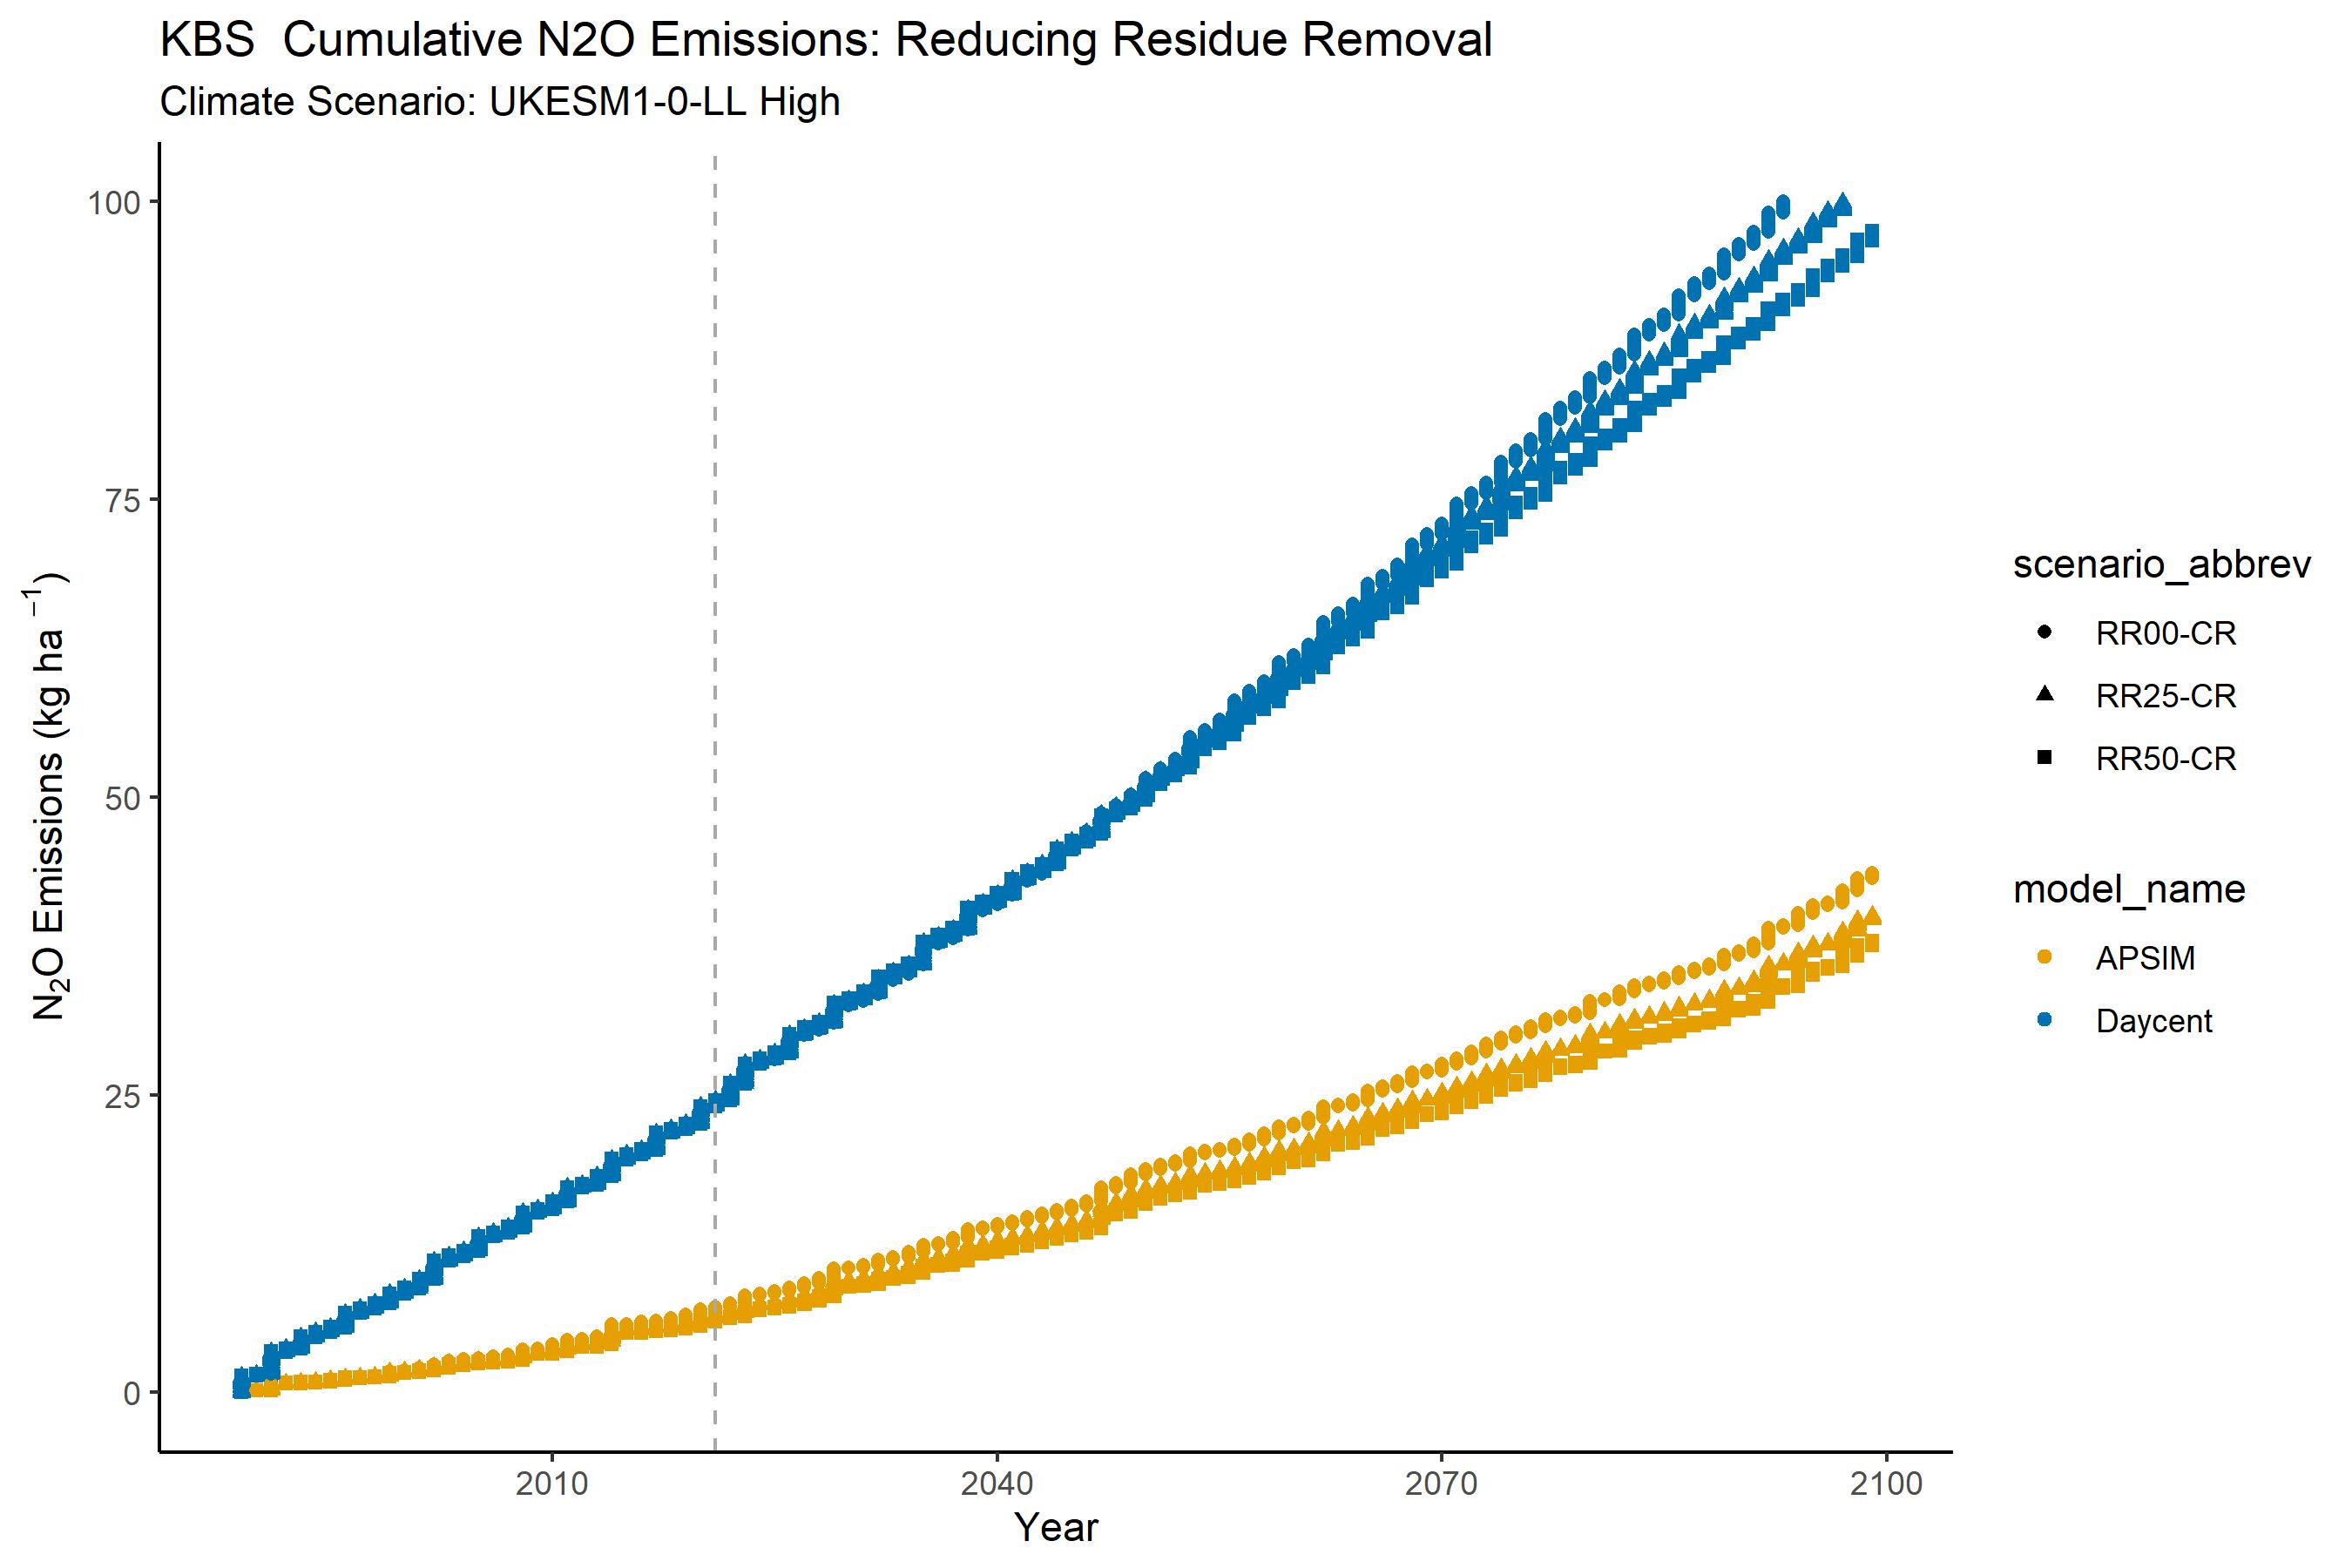 KBS  Cumulative N2O Emissions: Reducing Residue Removal
Climate Scenario: UKESM1-0-LL High
N₂O Emissions (kg ha ⁻¹)
100
75
50
25
0
2010
2040
2070
2100
Year
scenario_abbrev
RR00-CR
RR25-CR
RR50-CR
model_name
APSIM
Daycent